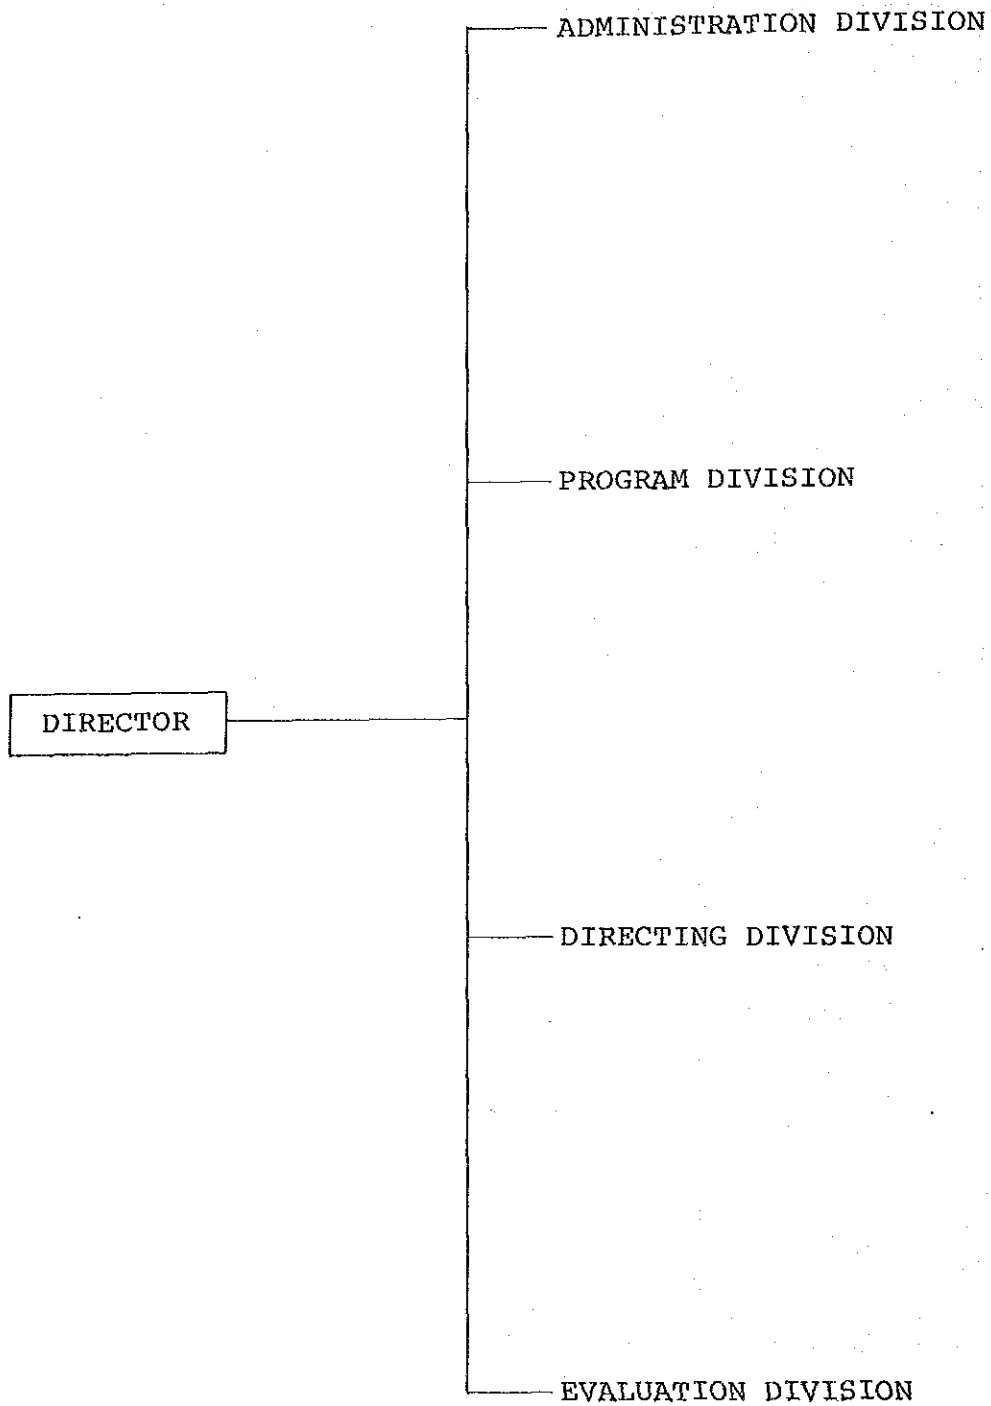 ADMINISTRATION DIVISION
PROGRAM DIVISION
DIRECTOR
DIRECTING DIVISION
EVALUATION DIVISION